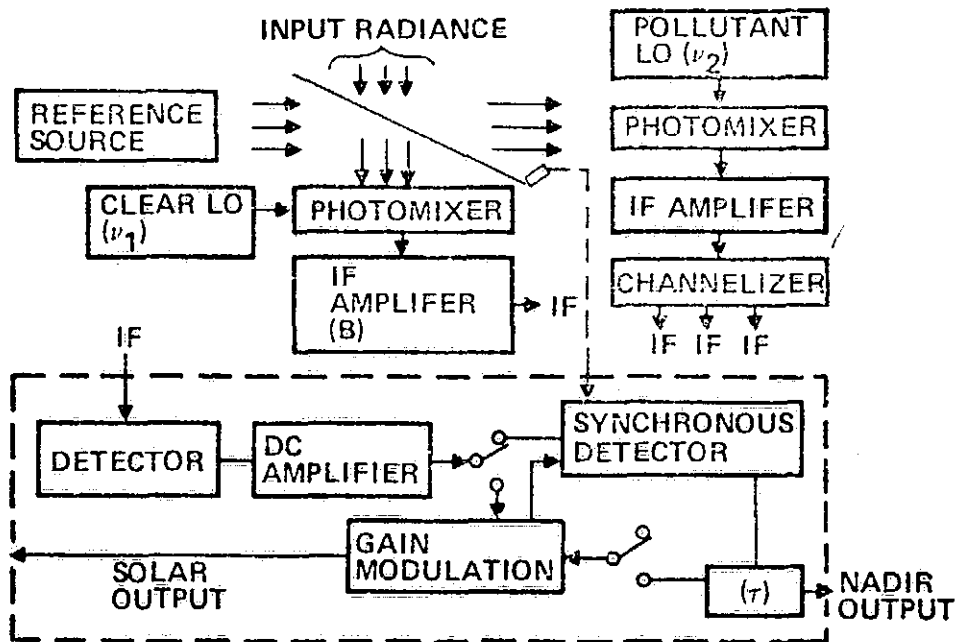 INPUT RADIANCE
POLLUTANT
LO (ν2)
REFERENCE
SOURCE
PHOTOMIXER
CLEAR LO
(ν1)
PHOTOMIXER
IF AMPLIFER
IF
AMPLIFER
(B)
IF
CHANNELIZER
IF IF IF
IF
DETECTOR
DC
AMPLIFIER
SYNCHRONOUS
DETECTOR
GAIN
MODULATION
SOLAR
OUTPUT
(τ)
NADIR
OUTPUT